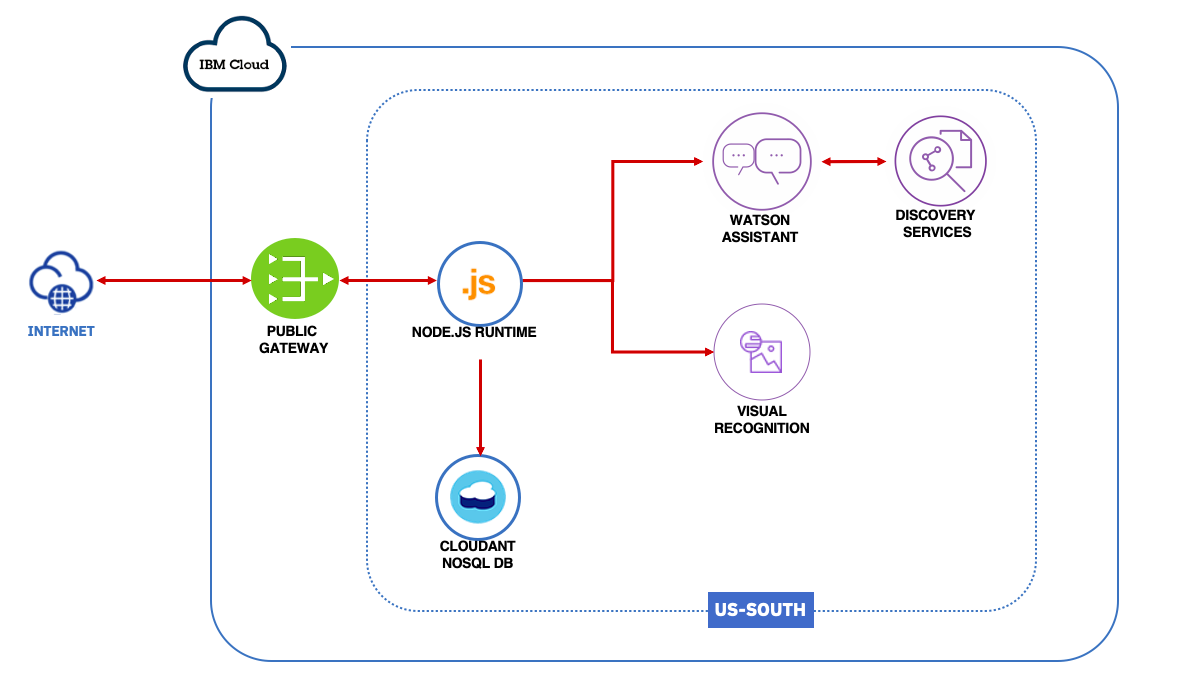 IBM Cloud
WATSON
ASSISTANT
DISCOVERY
SERVICES
INTERNET
PUBLIC
GATEWAY
.js
NODE.JS RUNTIME
VISUAL
RECOGNITION
CLOUDANT
NOSQL DB
US-SOUTH